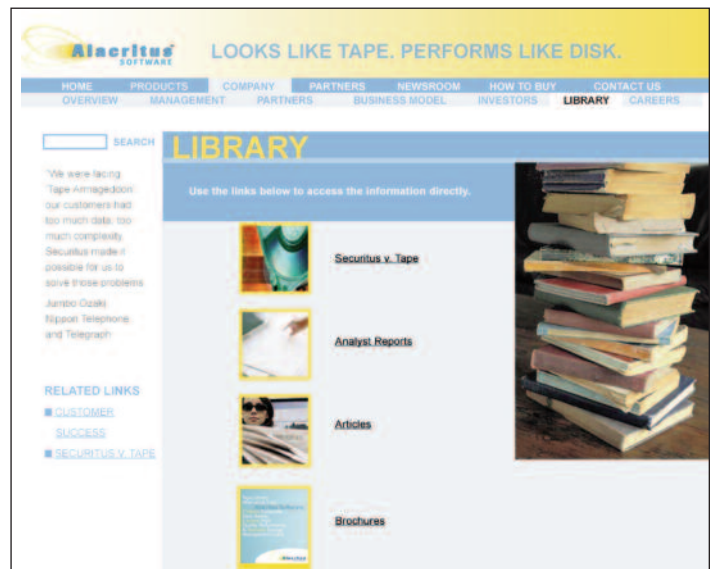 Alacritus
SOFTWARE
LOOKS LIKE TAPE. PERFORMS LIKE DISK.
HOME PRODUCTS COMPANY PARTNERS NEWSROOM HOW TO BUY CONTACT US
OVERVIEW MANAGEMENT PARTNERS BUSINESS MODEL INVESTORS LIBRARY CAREERS
SEARCH
LIBRARY
Use the links below to access the information directly.
"We were facing
'Tape Armageddon'
our customers had
too much data, too
much complexity.
Securitus made it
possible for us to
solve those problems
Jumbo Ozaki
Nippon Telephone
and Telegraph
RELATED LINKS
CUSTOMER
SUCCESS
SECURITUS V. TAPE
Securitus v. Tape
Analyst Reports
Articles
Brochures
Alacritus